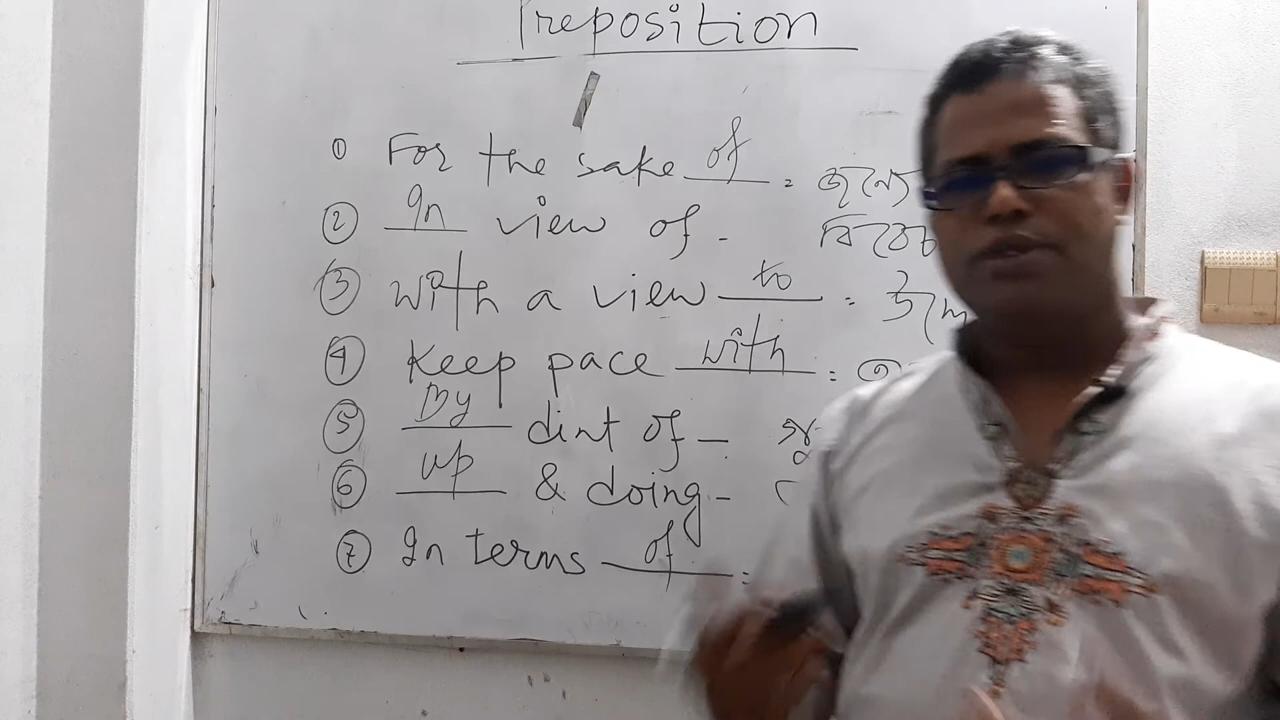 Preposition
① For the sake of = জন্যে
② In view of -
③ with a view to =
④ Keep pace with =
⑤ By dint of -
⑥ up & doing -
⑦ In terms of =